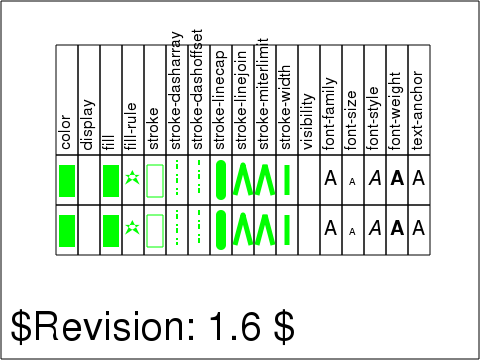 color
display
fill
fill-rule
stroke
stroke-dasharray
stroke-dashoffset
stroke-linecap
stroke-linejoin
stroke-miterlimit
stroke-width
visibility
font-family
font-size
font-style
font-weight
text-anchor
A A A A A
A A A A A
$Revision: 1.6 $